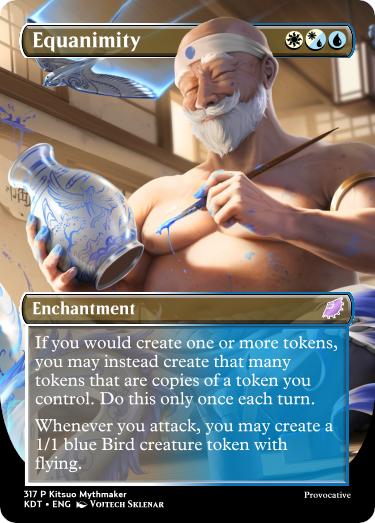 Equanimity
Enchantment
If you would create one or more tokens,
you may instead create that many
tokens that are copies of a token you
control. Do this only once each turn.
Whenever you attack, you may create a
1/1 blue Bird creature token with
flying.
317 P Kitsuo Mythmaker
KDT • ENG Vojtech Sklenar
Provocative